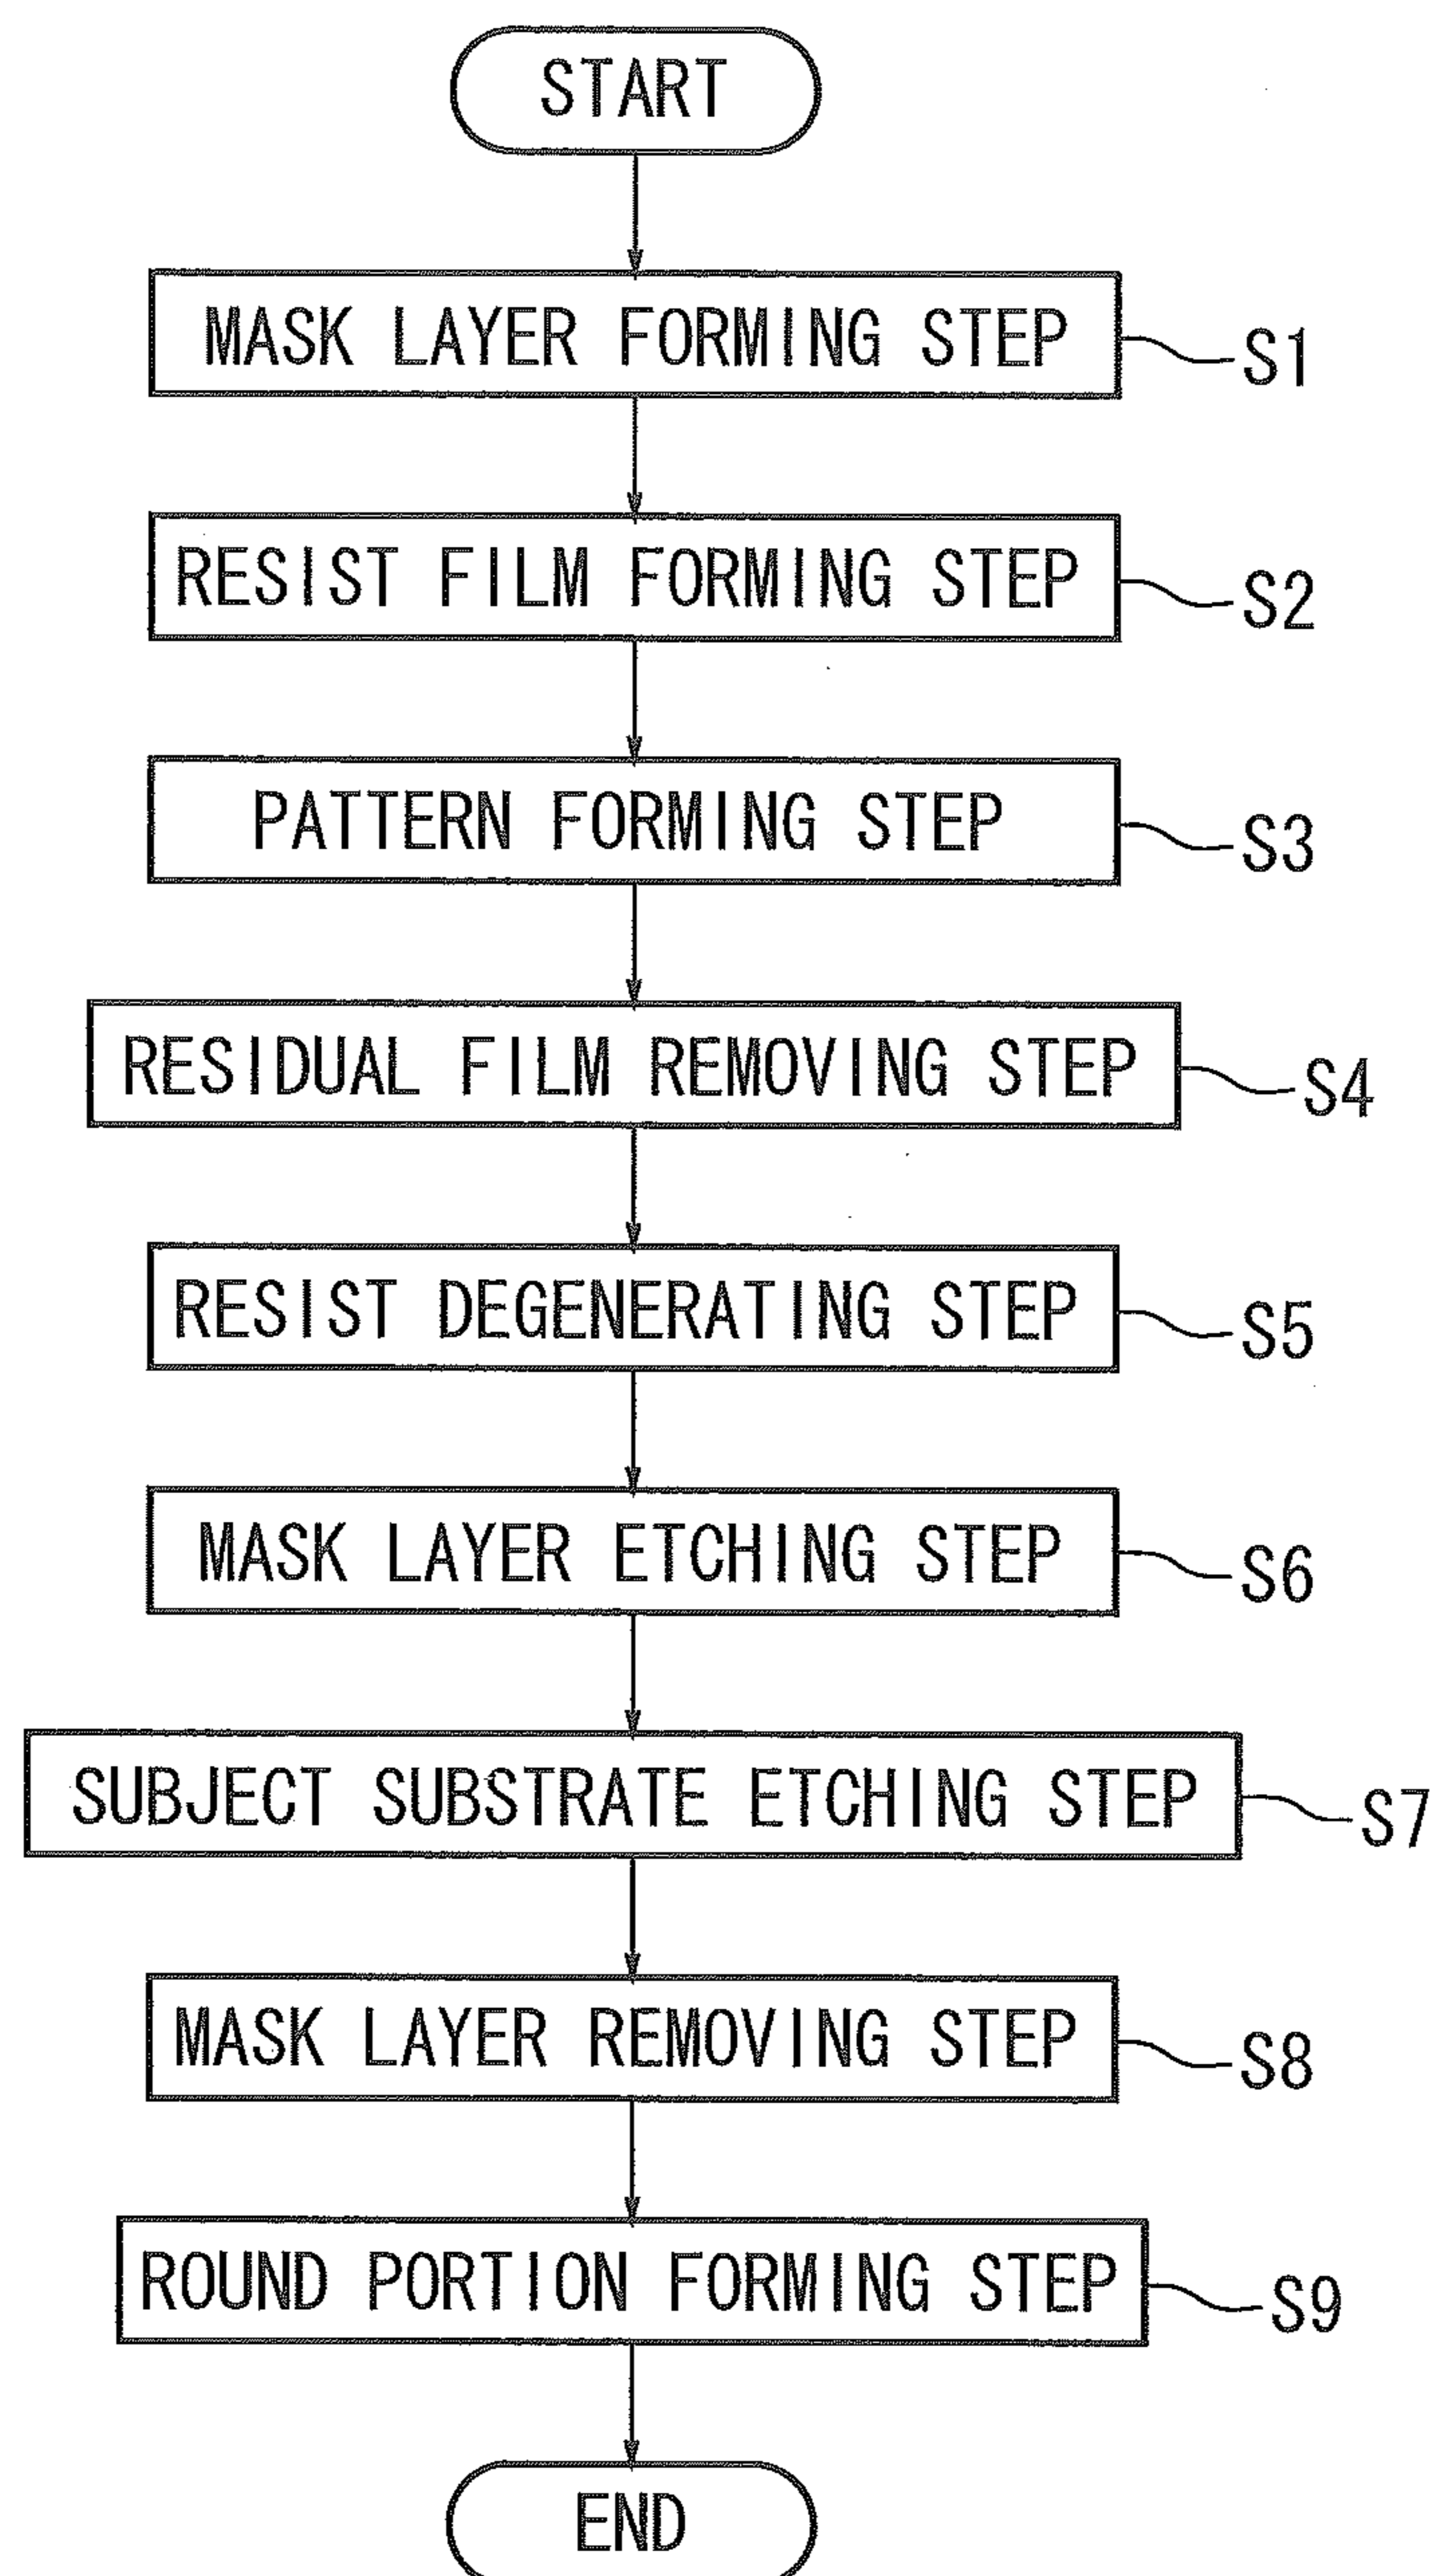 START
MASK LAYER FORMING STEP
S1
RESIST FILM FORMING STEP
S2
PATTERN FORMING STEP
S3
RESIDUAL FILM REMOVING STEP
S4
RESIST DEGENERATING STEP
S5
MASK LAYER ETCHING STEP
S6
SUBJECT SUBSTRATE ETCHING STEP
S7
MASK LAYER REMOVING STEP
S8
ROUND PORTION FORMING STEP
S9
END